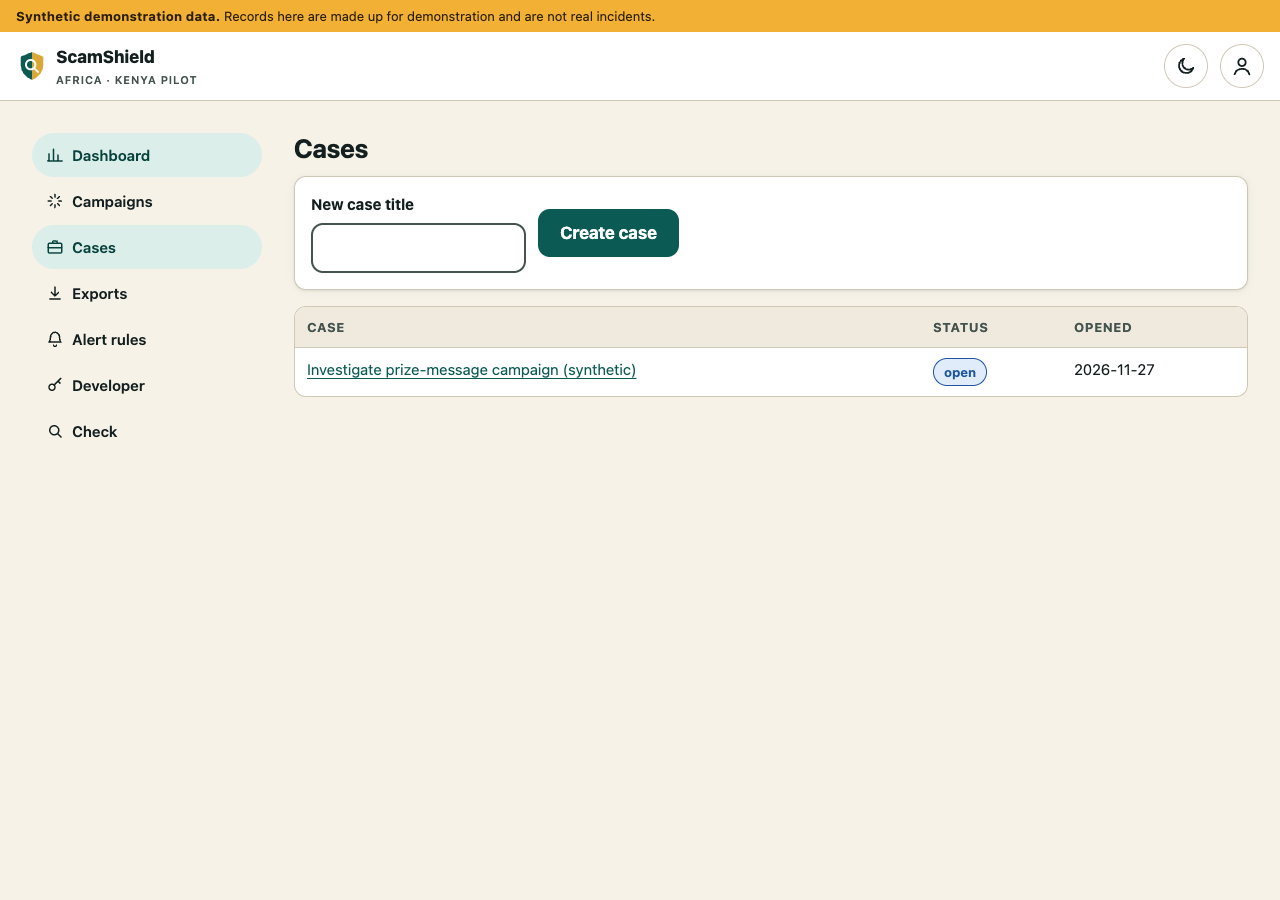 Synthetic demonstration data. Records here are made up for demonstration and are not real incidents.
ScamShield
AFRICA · KENYA PILOT
Dashboard
Campaigns
Cases
Exports
Alert rules
Developer
Check
Cases
New case title
Create case
CASE STATUS OPENED
Investigate prize-message campaign (synthetic) open 2026-11-27